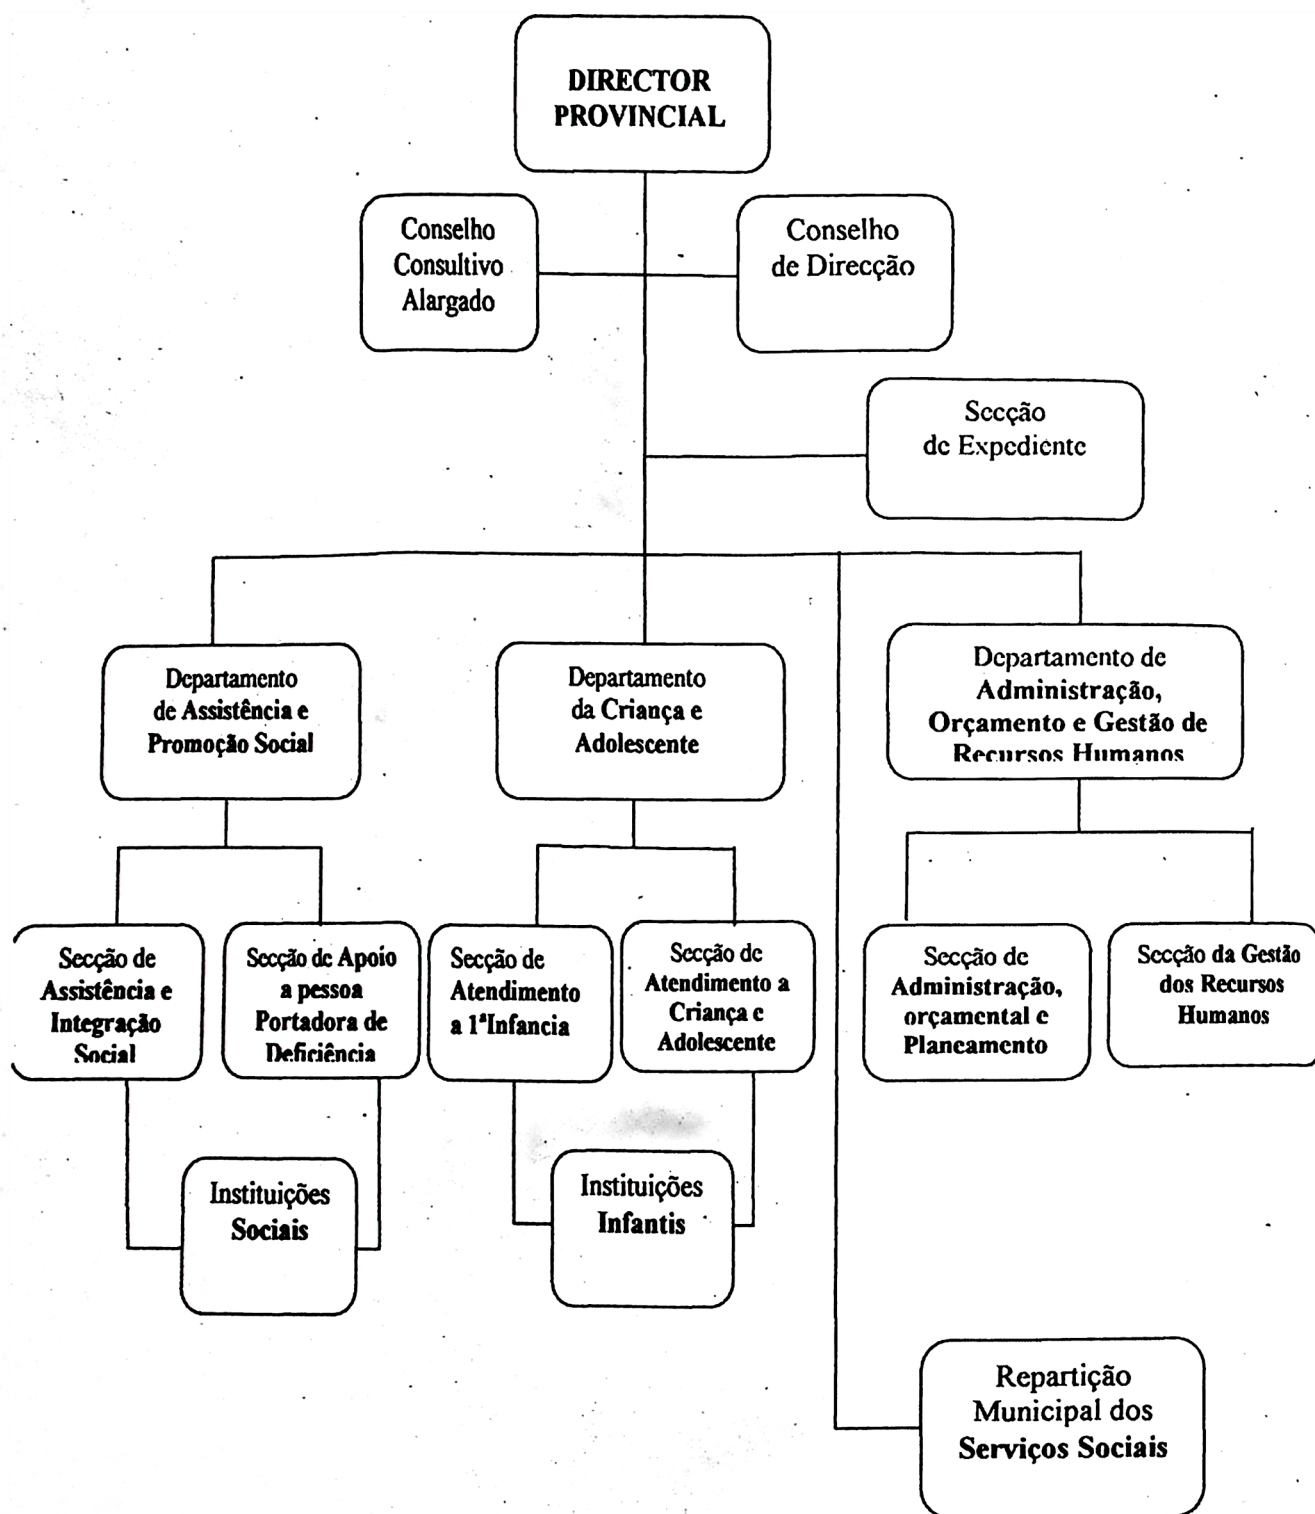 DIRECTOR
PROVINCIAL
Conselho
Consultivo
Alargado
Conselho
de Direcção
Secção
de Expediente
Departamento
de Assistência e
Promoção Social
Departamento
da Criança e
Adolescente
Departamento de
Administração,
Orçamento e Gestão de
Recursos Humanos
Secção de
Assistência e
Integração
Social
Secção de Apoio
a pessoa
Portadora de
Deficiência
Secção de
Atendimento
a 1ªInfancia
Secção de
Atendimento a
Criança e
Adolescente
Secção de
Administração,
orçamental e
Planeamento
Secção da Gestão
dos Recursos
Humanos
Instituições
Sociais
Instituições
Infantis
Repartição
Municipal dos
Serviços Sociais